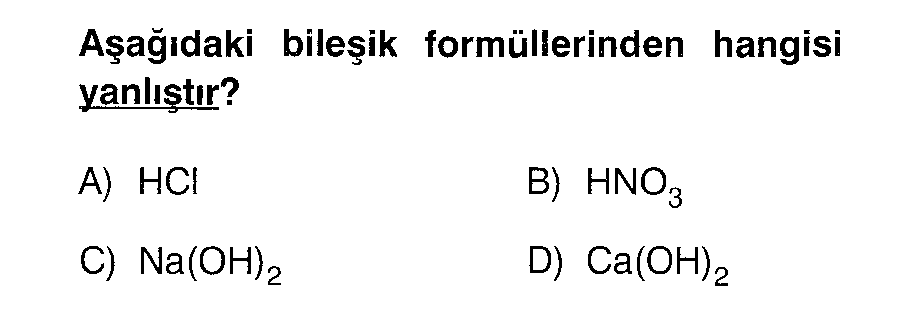 Aşağıdaki bileşik formüllerinden hangisi
yanlıştır?
A) HCl
B) HNO₃
C) Na(OH)₂
D) Ca(OH)₂